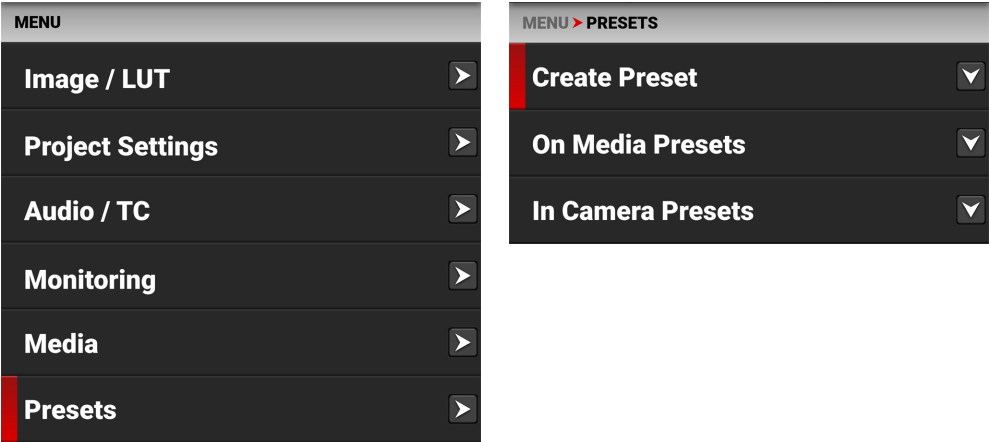 MENU
Image / LUT
Project Settings
Audio / TC
Monitoring
Media
Presets
MENU > PRESETS
Create Preset
On Media Presets
In Camera Presets